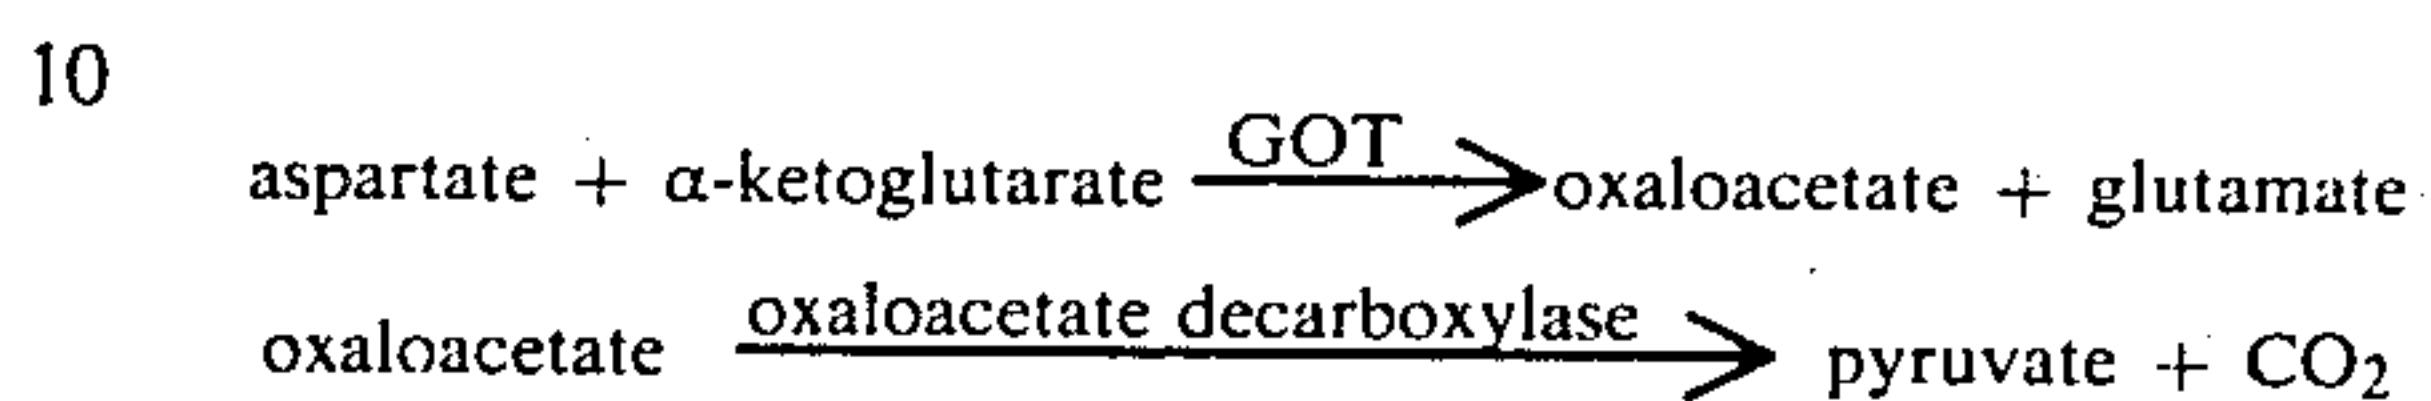 10
GOT
aspartate + α-ketoglutarate ⟶ oxaloacetate + glutamate
oxaloacetate decarboxylase
oxaloacetate ⟶ pyruvate + CO₂